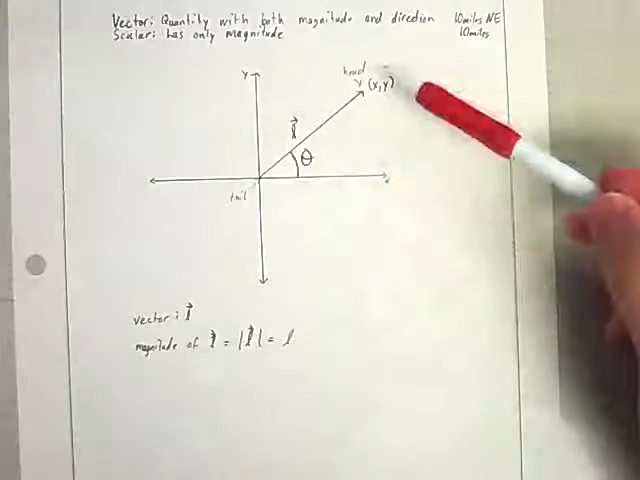 Vector: Quantity with both magnitude and direction 10miles NE
Scalar: has only magnitude 10miles
y
head
(x,y)
l⃗
θ
tail
vector: l⃗
magnitude of l⃗ = |l⃗| = l